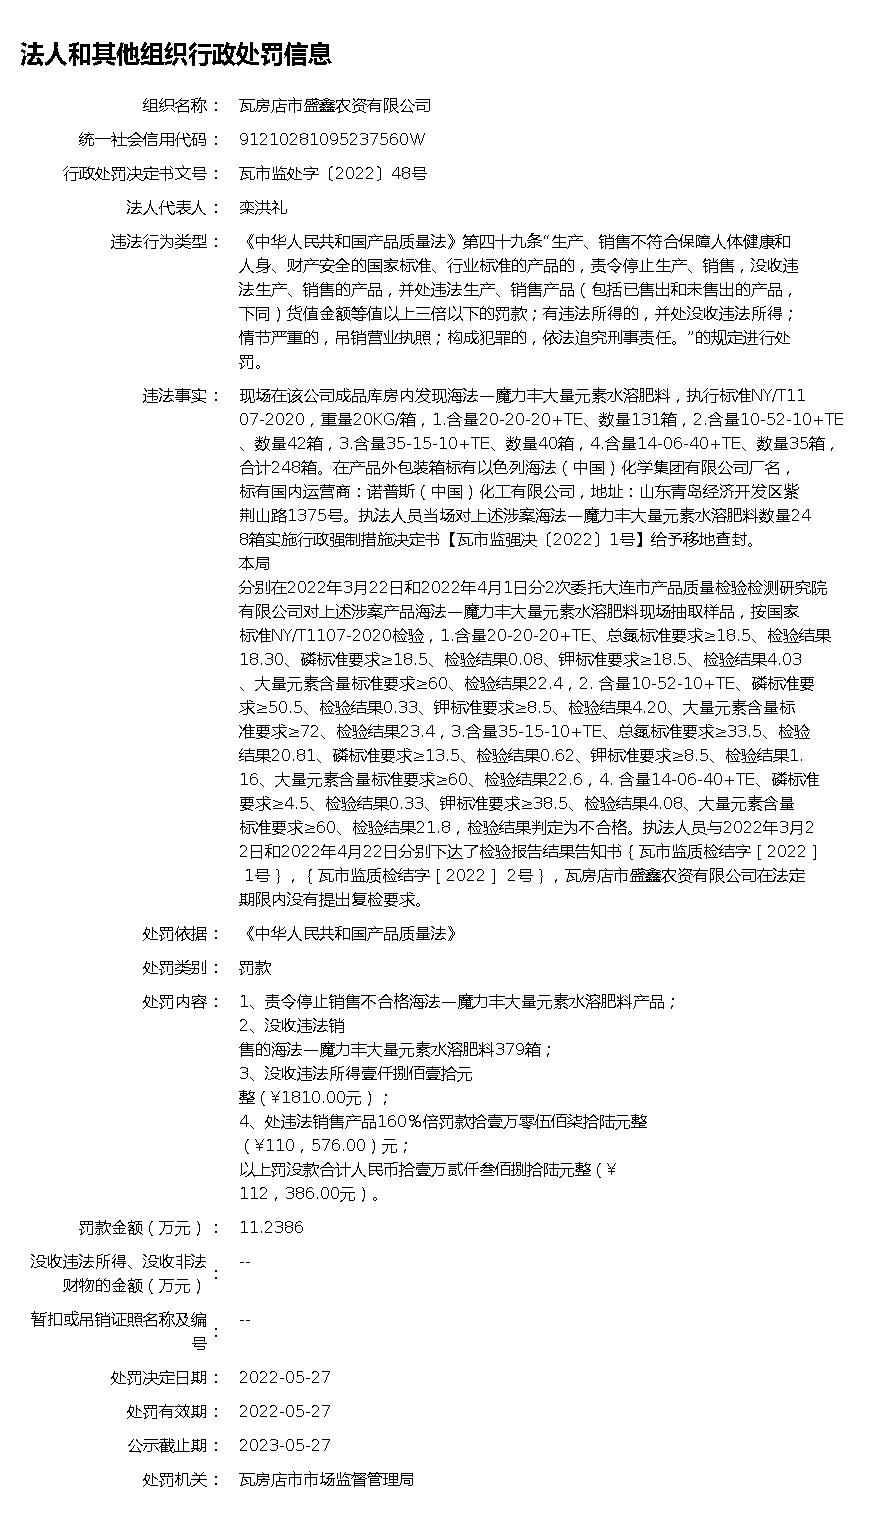 法人和其他组织行政处罚信息
组织名称： 瓦房店市盛鑫农资有限公司
统一社会信用代码： 91210281095237560W
行政处罚决定书文号： 瓦市监处字〔2022〕48号
法人代表人： 栾洪礼
违法行为类型： 《中华人民共和国产品质量法》第四十九条“生产、销售不符合保障人体健康和
人身、财产安全的国家标准、行业标准的产品的，责令停止生产、销售，没收违
法生产、销售的产品，并处违法生产、销售产品（包括已售出和未售出的产品，
下同）货值金额等值以上三倍以下的罚款；有违法所得的，并处没收违法所得；
情节严重的，吊销营业执照；构成犯罪的，依法追究刑事责任。”的规定进行处
罚。
违法事实： 现场在该公司成品库房内发现海法—魔力丰大量元素水溶肥料，执行标准NY/T11
07-2020，重量20KG/箱，1.含量20-20-20+TE、数量131箱，2.含量10-52-10+TE
、数量42箱，3.含量35-15-10+TE、数量40箱，4.含量14-06-40+TE、数量35箱，
合计248箱。在产品外包装箱标有以色列海法（中国）化学集团有限公司厂名，
标有国内运营商：诺普斯（中国）化工有限公司，地址：山东青岛经济开发区紫
荆山路1375号。执法人员当场对上述涉案海法—魔力丰大量元素水溶肥料数量24
8箱实施行政强制措施决定书【瓦市监强决〔2022〕1号】给予移地查封。
本局
分别在2022年3月22日和2022年4月1日分2次委托大连市产品质量检验检测研究院
有限公司对上述涉案产品海法—魔力丰大量元素水溶肥料现场抽取样品，按国家
标准NY/T1107-2020检验，1.含量20-20-20+TE、总氮标准要求≥18.5、检验结果
18.30、磷标准要求≥18.5、检验结果0.08、钾标准要求≥18.5、检验结果4.03
、大量元素含量标准要求≥60、检验结果22.4，2. 含量10-52-10+TE、磷标准要
求≥50.5、检验结果0.33、钾标准要求≥8.5、检验结果4.20、大量元素含量标
准要求≥72、检验结果23.4，3.含量35-15-10+TE、总氮标准要求≥33.5、检验
结果20.81、磷标准要求≥13.5、检验结果0.62、钾标准要求≥8.5、检验结果1.
16、大量元素含量标准要求≥60、检验结果22.6，4. 含量14-06-40+TE、磷标准
要求≥4.5、检验结果0.33、钾标准要求≥38.5、检验结果4.08、大量元素含量
标准要求≥60、检验结果21.8，检验结果判定为不合格。执法人员与2022年3月2
2日和2022年4月22日分别下达了检验报告结果告知书｛瓦市监质检结字［2022］
1号｝，｛瓦市监质检结字［2022］2号｝，瓦房店市盛鑫农资有限公司在法定
期限内没有提出复检要求。
处罚依据： 《中华人民共和国产品质量法》
处罚类别： 罚款
处罚内容： 1、责令停止销售不合格海法—魔力丰大量元素水溶肥料产品；
2、没收违法销
售的海法—魔力丰大量元素水溶肥料379箱；
3、没收违法所得壹仟捌佰壹拾元
整（¥1810.00元）；
4、处违法销售产品160％倍罚款拾壹万零伍佰柒拾陆元整
（¥110，576.00）元；
以上罚没款合计人民币拾壹万贰仟叁佰捌拾陆元整（¥
112，386.00元）。
罚款金额（万元）： 11.2386
没收违法所得、没收非法
财物的金额（万元）： --
暂扣或吊销证照名称及编
号： --
处罚决定日期： 2022-05-27
处罚有效期： 2022-05-27
公示截止期： 2023-05-27
处罚机关： 瓦房店市市场监督管理局